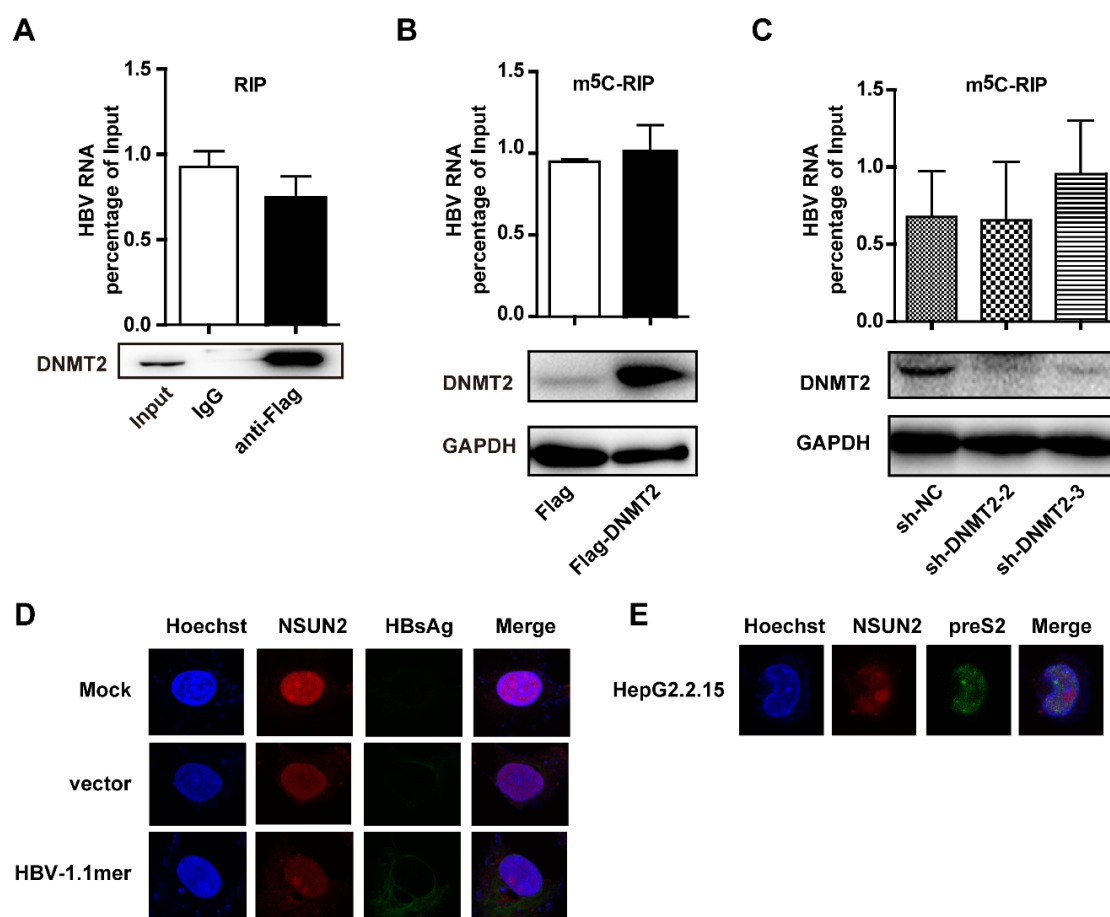 A
RIP
HBV RNA
percentage of Input
1.5
1.0
0.5
0.0
DNMT2
Input
IgG
anti-Flag
B
m5C-RIP
HBV RNA
percentage of Input
1.5
1.0
0.5
0.0
DNMT2
GAPDH
Flag
Flag-DNMT2
C
m5C-RIP
HBV RNA
percentage of Input
1.5
1.0
0.5
0.0
DNMT2
GAPDH
sh-NC
sh-DNMT2-2
sh-DNMT2-3
D
Hoechst NSUN2 HBsAg Merge
Mock
vector
HBV-1.1mer
E
Hoechst NSUN2 preS2 Merge
HepG2.2.15